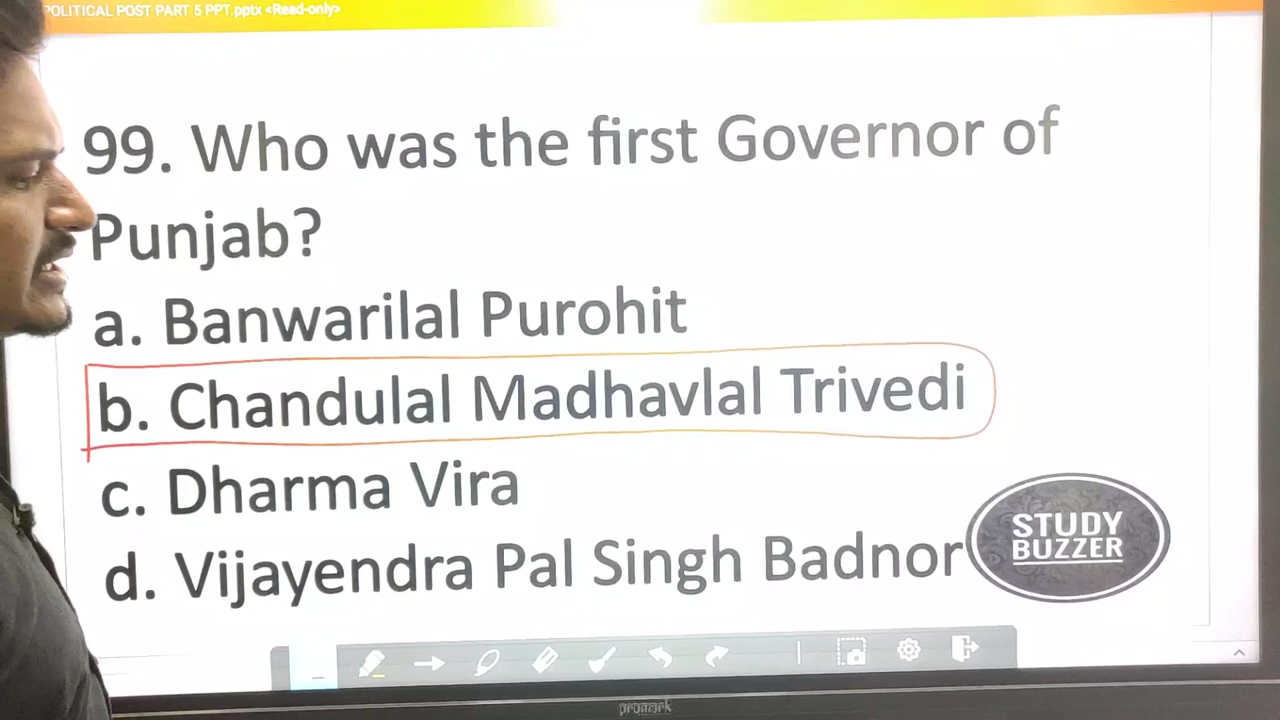 POLITICAL POST PART 5 PPT.pptx <Read-only>
99. Who was the first Governor of
Punjab?
a. Banwarilal Purohit
b. Chandulal Madhavlal Trivedi
c. Dharma Vira
d. Vijayendra Pal Singh Badnor
STUDY
BUZZER
promark